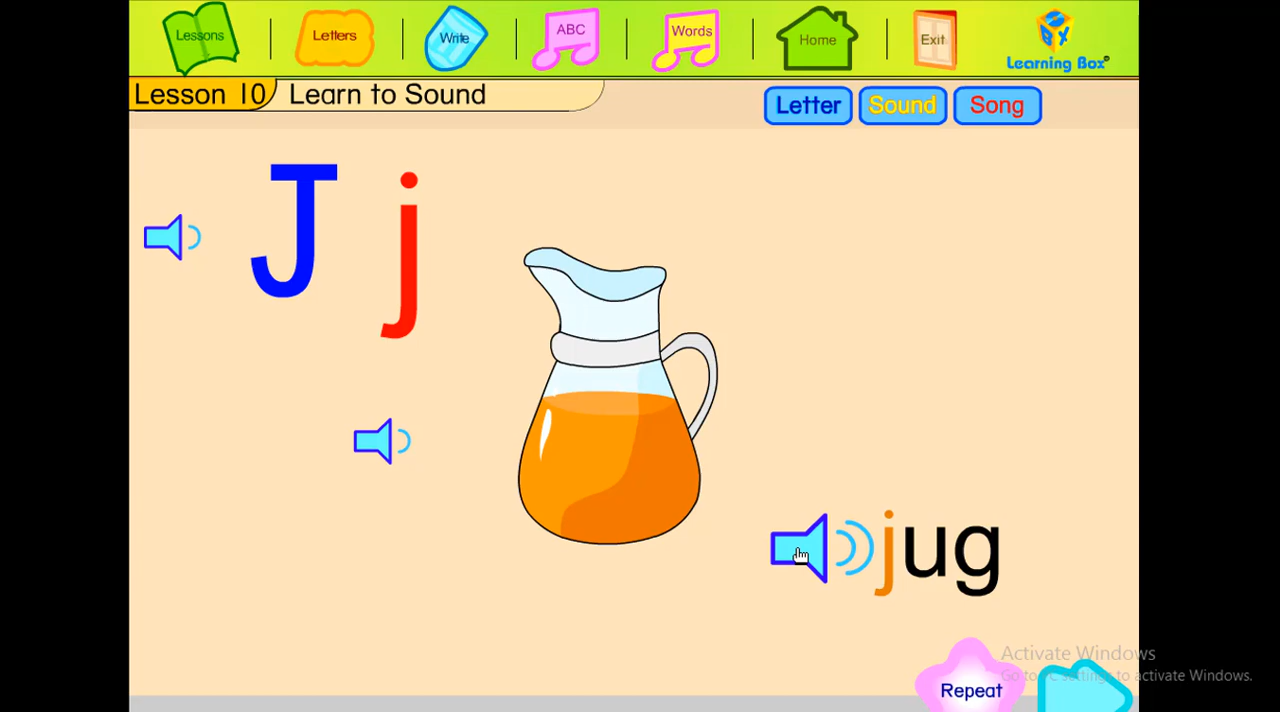 Lessons
Letters
Write
ABC
Words
Home
Exit
Learning Box®
Lesson 10
Learn to Sound
Letter
Sound
Song
J j
jug
Repeat
Activate Windows
Go to PC settings to activate Windows.